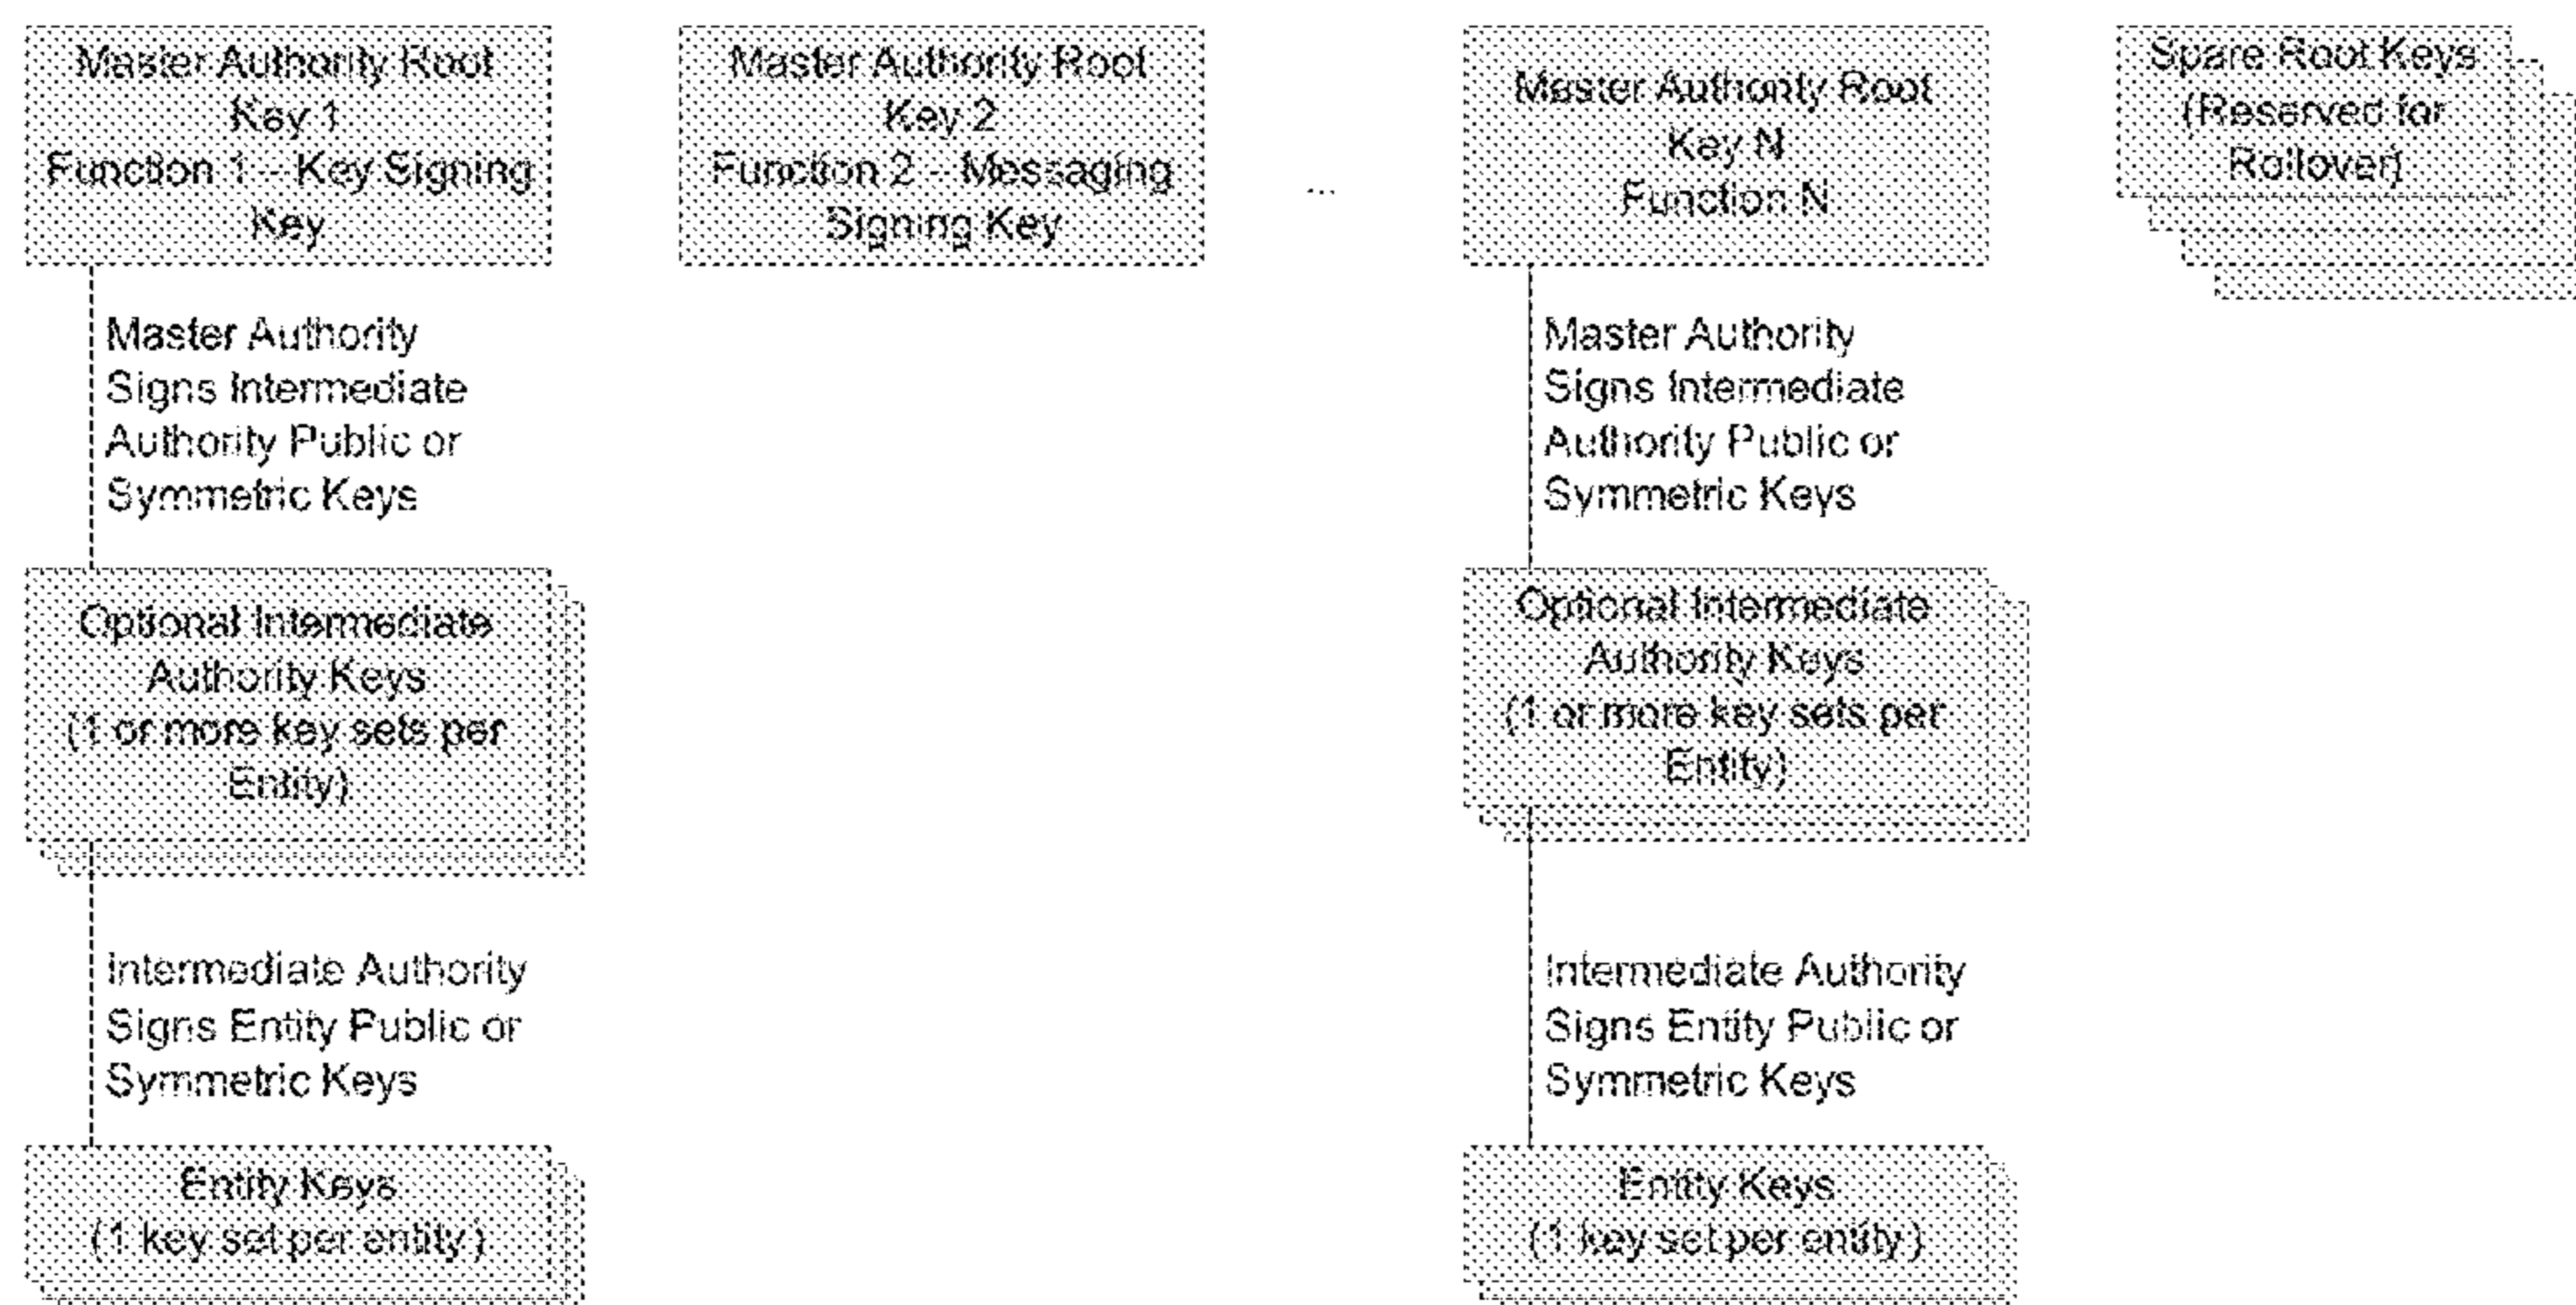 Master Authority Root
Key 1
Function 1 - Key Signing
Key
Master Authority Root
Key 2
Function 2 - Messaging
Signing Key
...
Master Authority Root
Key N
Function N
Spare Root Keys
(Reserved for
Rollover)
Master Authority
Signs Intermediate
Authority Public or
Symmetric Keys
Master Authority
Signs Intermediate
Authority Public or
Symmetric Keys
Optional Intermediate
Authority Keys
(1 or more key sets per
Entity)
Optional Intermediate
Authority Keys
(1 or more key sets per
Entity)
Intermediate Authority
Signs Entity Public or
Symmetric Keys
Intermediate Authority
Signs Entity Public or
Symmetric Keys
Entity Keys
(1 key set per entity)
Entity Keys
(1 key set per entity)